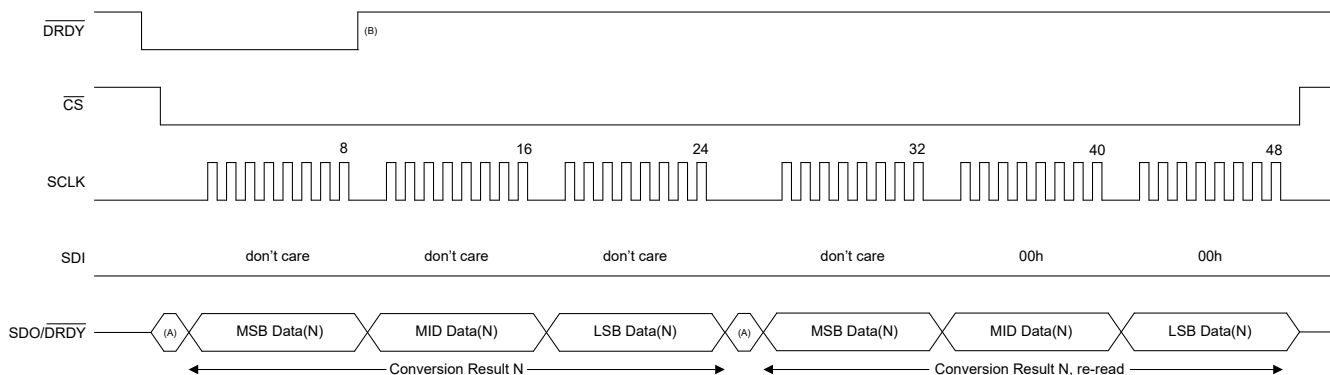 DRDY (B)
CS
8 16 24 32 40 48
SCLK
SDI don't care don't care don't care don't care 00h 00h
SDO/DRDY (A) MSB Data(N) MID Data(N) LSB Data(N) (A) MSB Data(N) MID Data(N) LSB Data(N)
Conversion Result N Conversion Result N, re-read